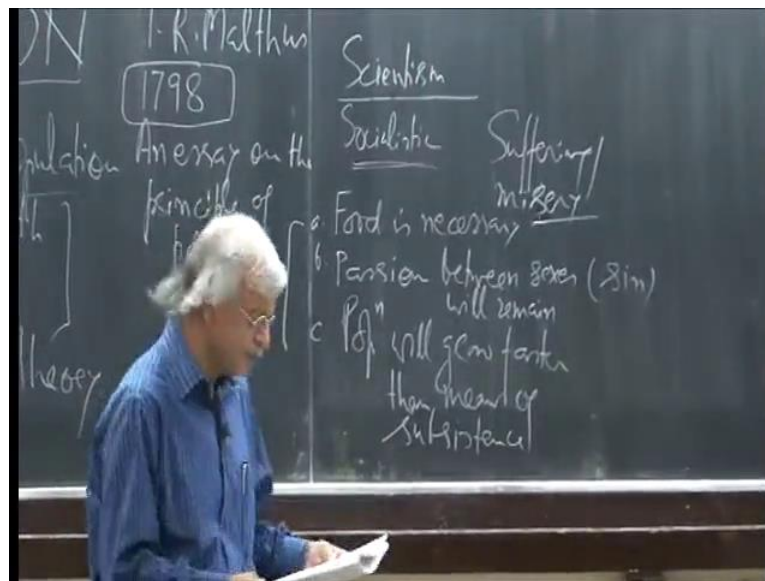 ON
T.R. Malthus
1798
pulation
An essay on the
principle of
Theory
Scientism
Socialistic
Suffering/
misery
a. Food is necessary
b. Passion between sexes (sin)
will remain
c Popn will grow faster
than means of
subsistence